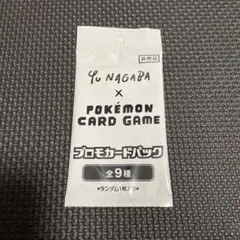 非売品
Yu NAGABA
×
POKÉMON
CARD GAME
プロモカードパック
全9種
*ランダム1枚入り*